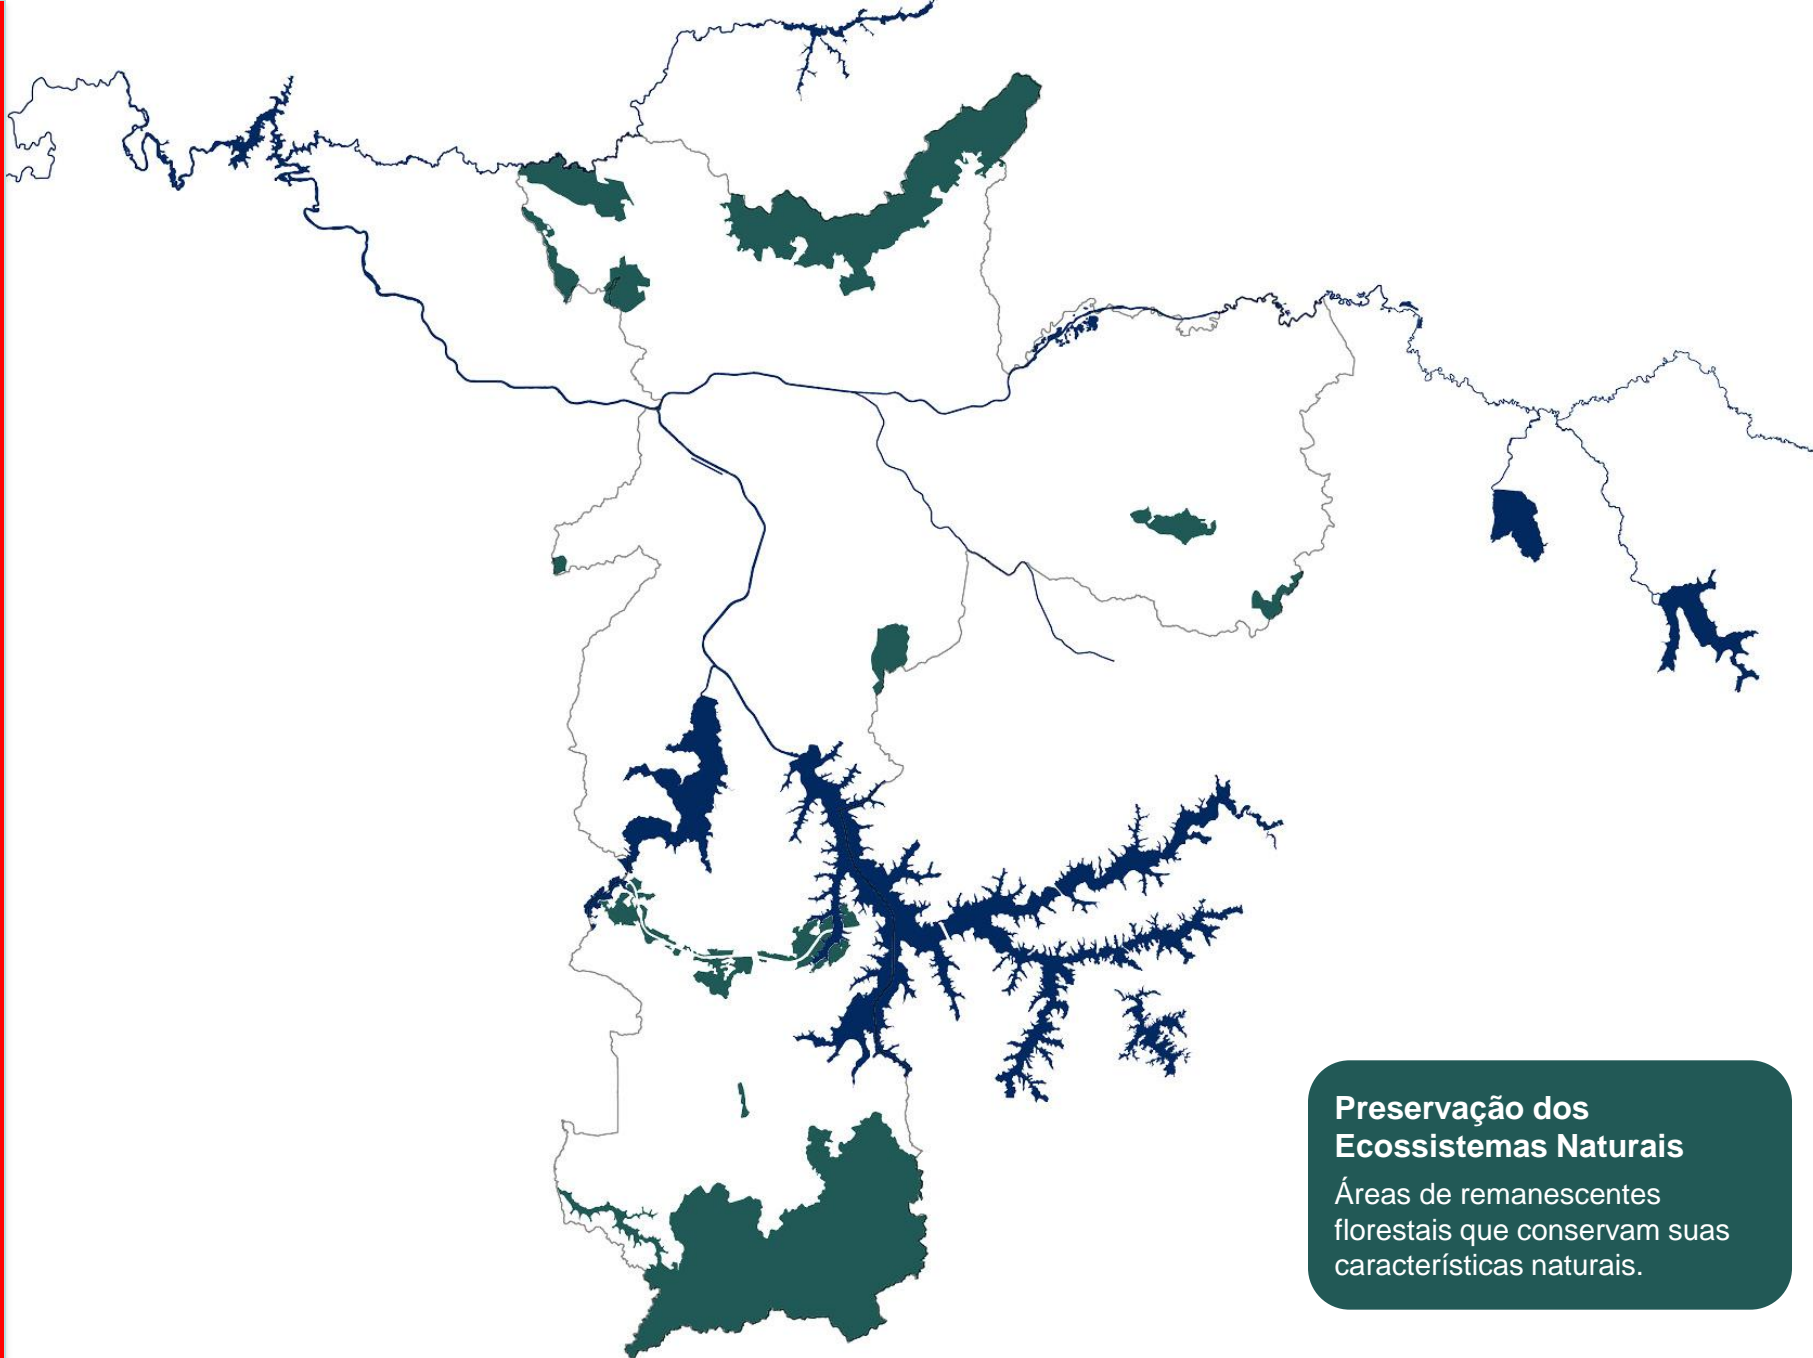 Preservação dos
Ecossistemas Naturais
Áreas de remanescentes
florestais que conservam suas
características naturais.